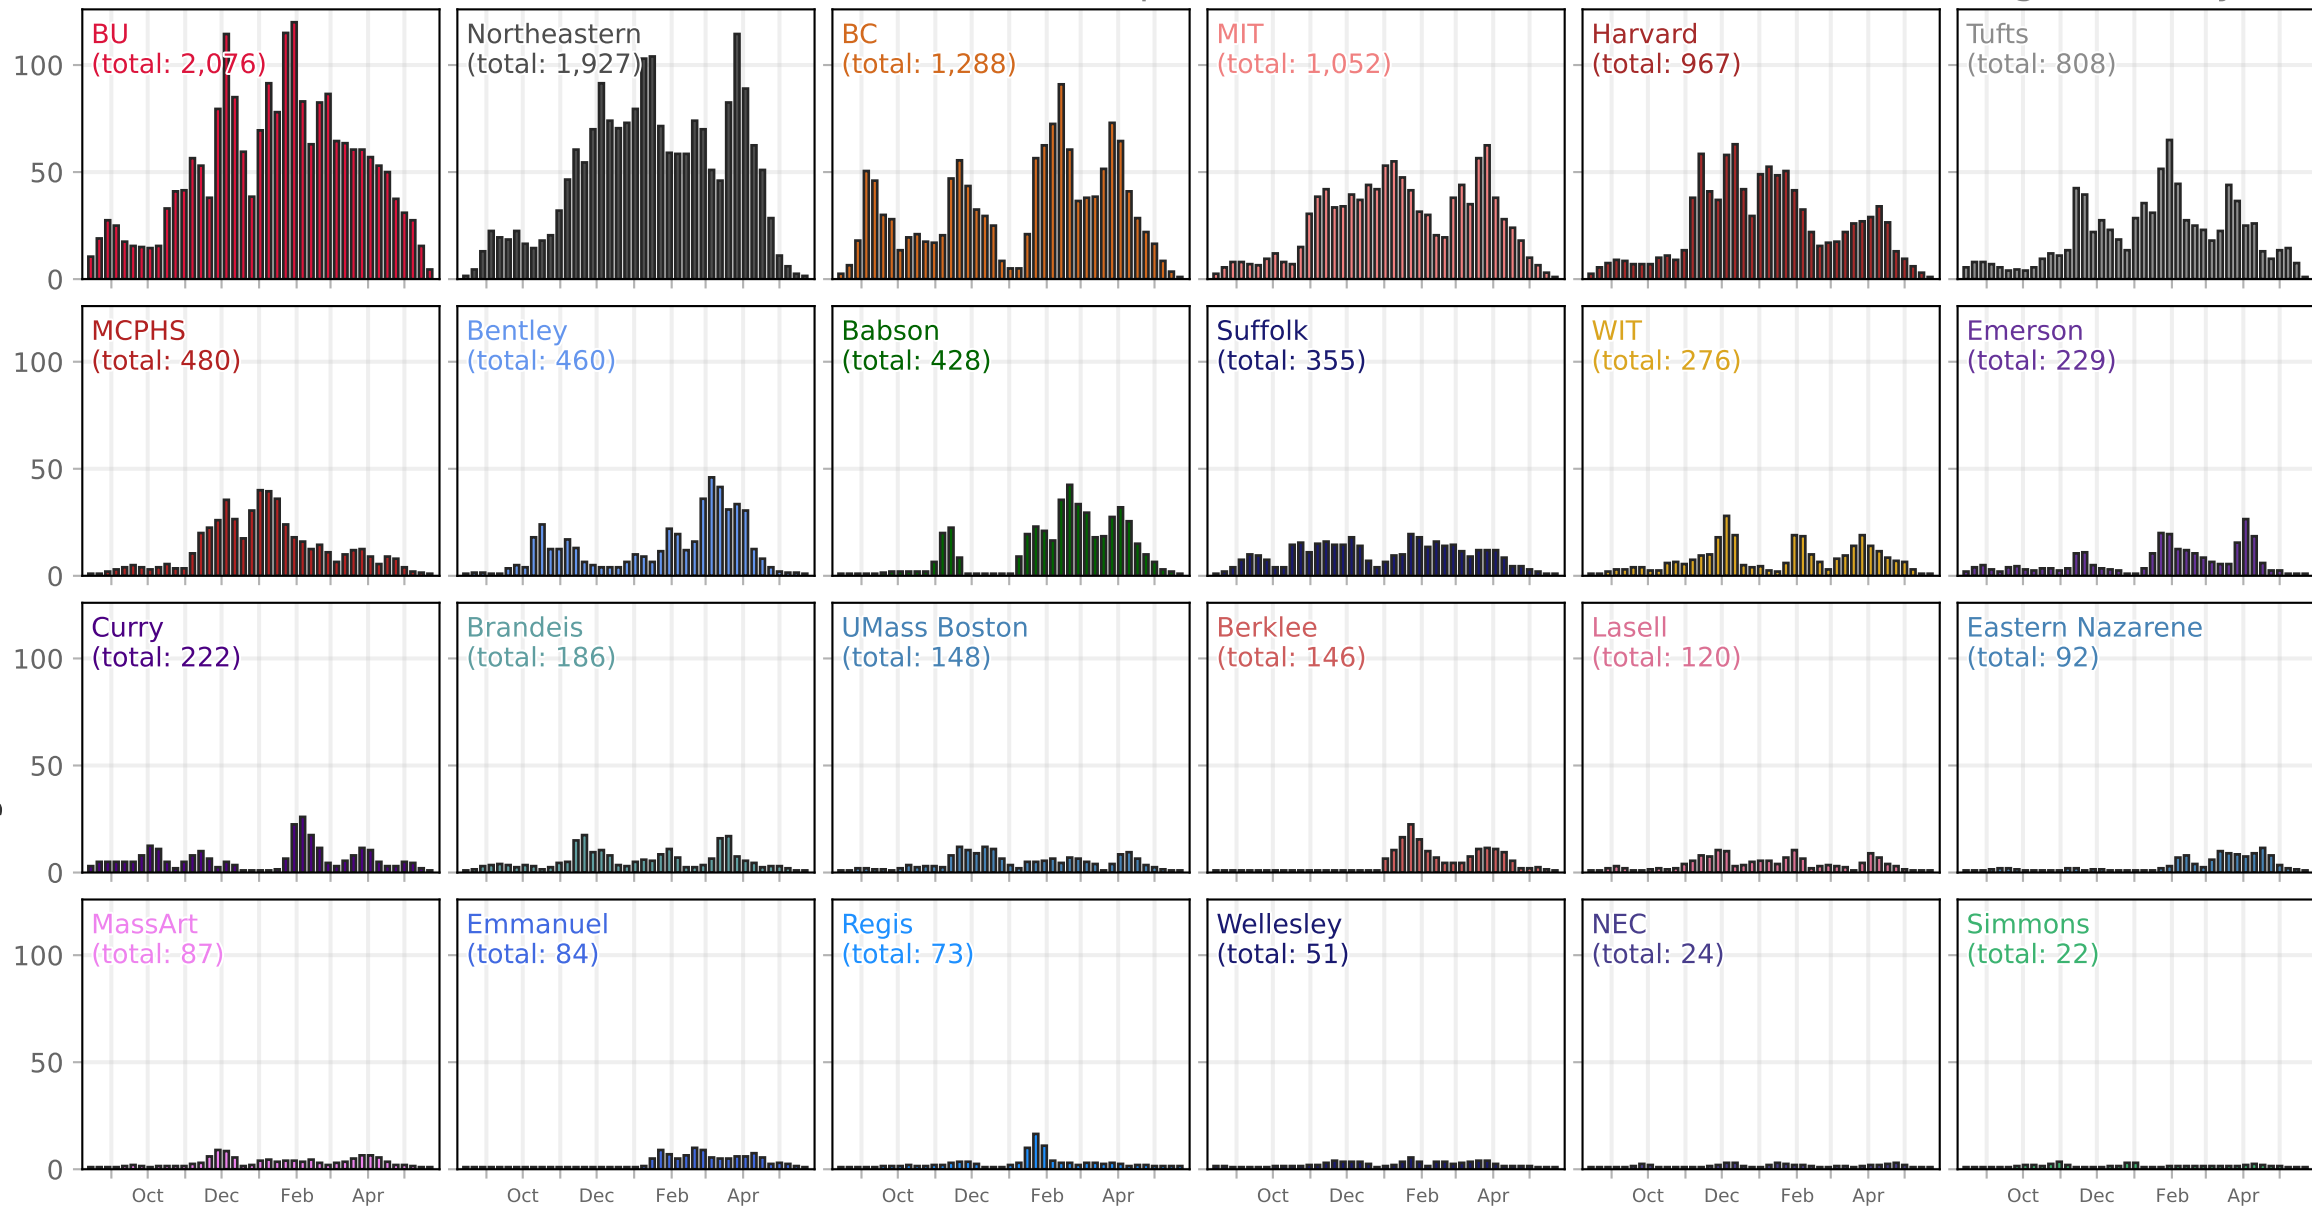 BU
(total: 2,076)
Northeastern
(total: 1,927)
BC
(total: 1,288)
MIT
(total: 1,052)
Harvard
(total: 967)
Tufts
(total: 808)
100
50
0
MCPHS
(total: 480)
Bentley
(total: 460)
Babson
(total: 428)
Suffolk
(total: 355)
WIT
(total: 276)
Emerson
(total: 229)
100
50
0
Curry
(total: 222)
Brandeis
(total: 186)
UMass Boston
(total: 148)
Berklee
(total: 146)
Lasell
(total: 120)
Eastern Nazarene
(total: 92)
100
50
0
MassArt
(total: 87)
Emmanuel
(total: 84)
Regis
(total: 73)
Wellesley
(total: 51)
NEC
(total: 24)
Simmons
(total: 22)
100
50
0
Oct Dec Feb Apr
Oct Dec Feb Apr
Oct Dec Feb Apr
Oct Dec Feb Apr
Oct Dec Feb Apr
Oct Dec Feb Apr